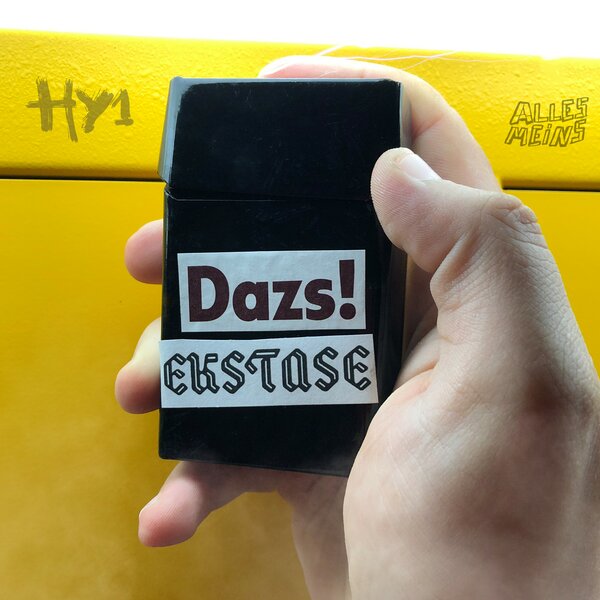 HY1
ALLES
MEINS
Dazs!
EKSTASE